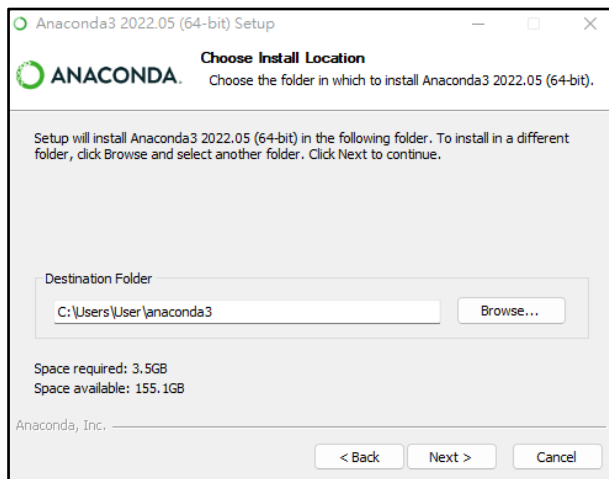 Anaconda3 2022.05 (64-bit) Setup
ANACONDA.
Choose Install Location
Choose the folder in which to install Anaconda3 2022.05 (64-bit).
Setup will install Anaconda3 2022.05 (64-bit) in the following folder. To install in a different
folder, click Browse and select another folder. Click Next to continue.
Destination Folder
C:\Users\User\anaconda3
Browse...
Space required: 3.5GB
Space available: 155.1GB
Anaconda, Inc.
< Back
Next >
Cancel